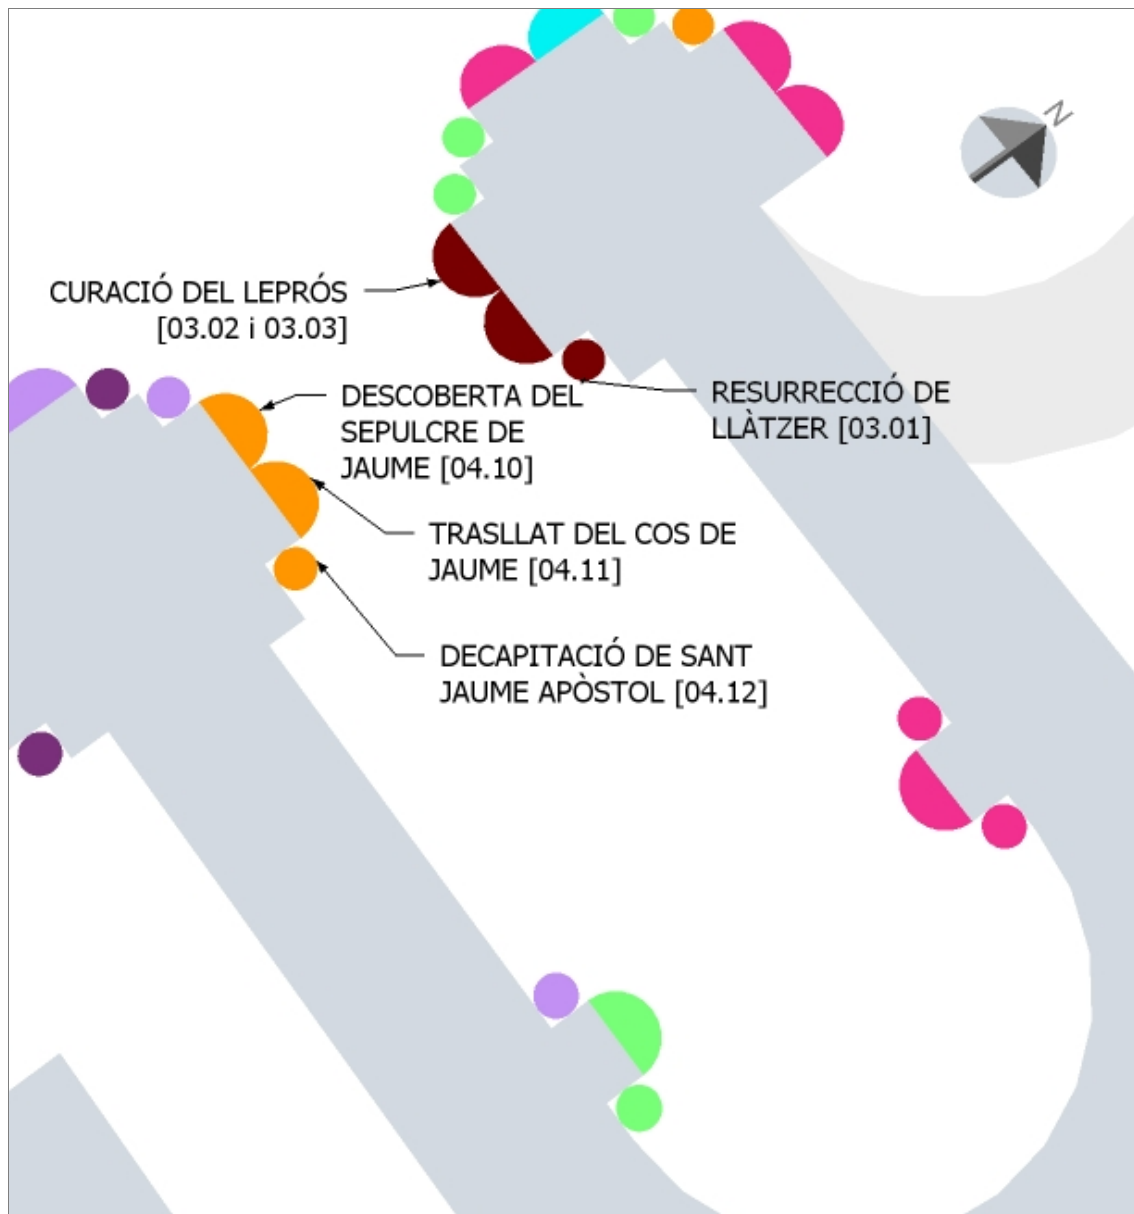 N
CURACIÓ DEL LEPRÓS
[03.02 i 03.03]
DESCOBERTA DEL
SEPULCRE DE
JAUME [04.10]
RESURRECCIÓ DE
LLÀTZER [03.01]
TRASLLAT DEL COS DE
JAUME [04.11]
DECAPITACIÓ DE SANT
JAUME APÒSTOL [04.12]